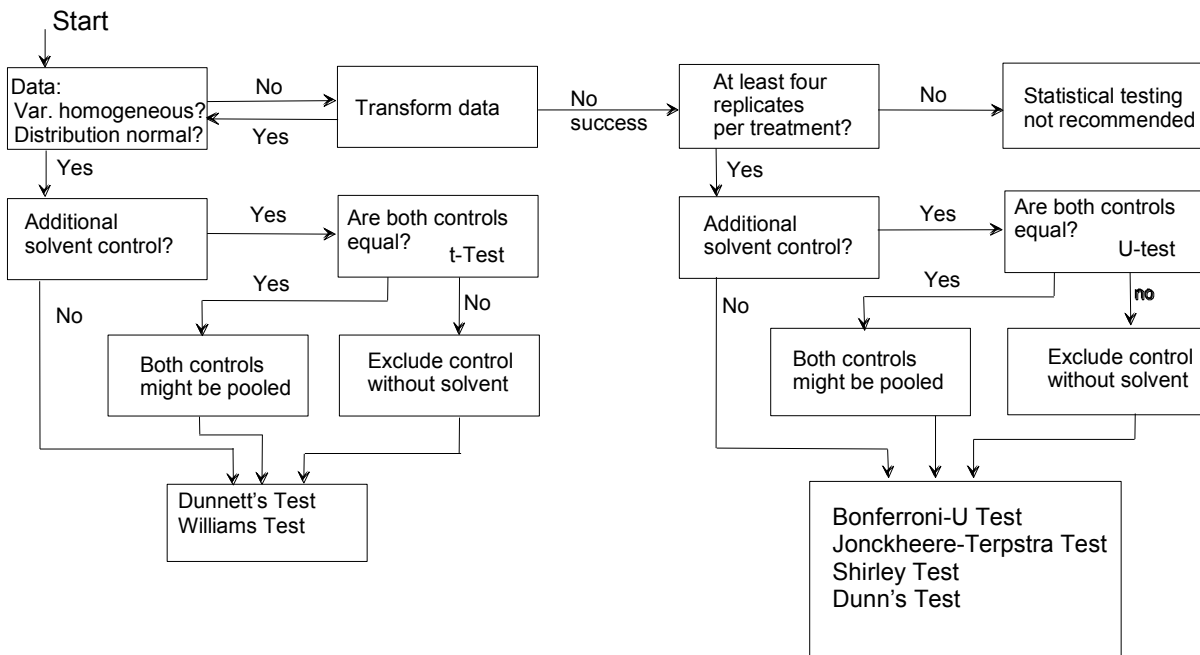 Start
Data:
Var. homogeneous?
Distribution normal?
No
Yes
Transform data
No
success
At least four
replicates
per treatment?
No
Statistical testing
not recommended
Yes
Additional
solvent control?
Yes
Are both controls
equal?
t-Test
Yes
No
No
Both controls
might be pooled
Exclude control
without solvent
Dunnett's Test
Williams Test
Yes
Additional
solvent control?
Yes
Are both controls
equal?
U-test
Yes
no
No
Both controls
might be pooled
Exclude control
without solvent
Bonferroni-U Test
Jonckheere-Terpstra Test
Shirley Test
Dunn's Test